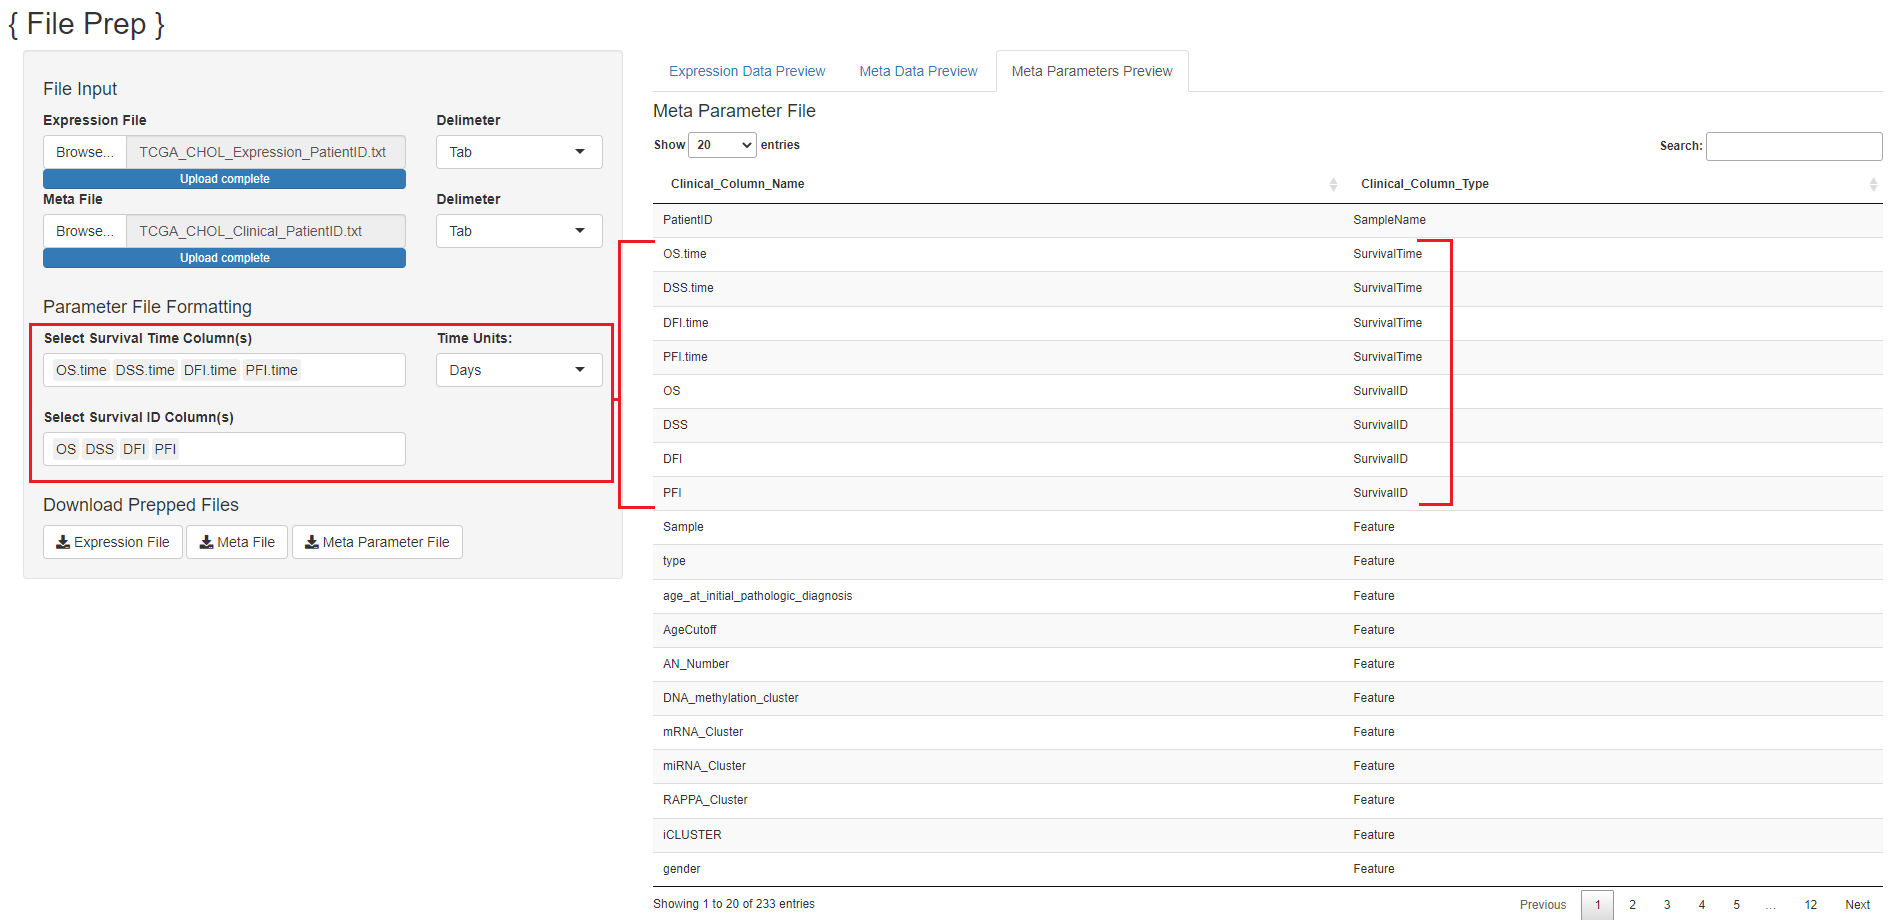 { File Prep }
File Input
Expression File
Delimeter
Browse... TCGA_CHOL_Expression_PatientID.txt
Tab
Upload complete
Meta File
Delimeter
Browse... TCGA_CHOL_Clinical_PatientID.txt
Tab
Upload complete
Parameter File Formatting
Select Survival Time Column(s)
Time Units:
OS.time DSS.time DFI.time PFI.time
Days
Select Survival ID Column(s)
OS DSS DFI PFI
Download Prepped Files
Expression File Meta File Meta Parameter File
Expression Data Preview Meta Data Preview Meta Parameters Preview
Meta Parameter File
Show 20 entries
Search:
Clinical_Column_Name Clinical_Column_Type
PatientID SampleName
OS.time SurvivalTime
DSS.time SurvivalTime
DFI.time SurvivalTime
PFI.time SurvivalTime
OS SurvivalID
DSS SurvivalID
DFI SurvivalID
PFI SurvivalID
Sample Feature
type Feature
age_at_initial_pathologic_diagnosis Feature
AgeCutoff Feature
AN_Number Feature
DNA_methylation_cluster Feature
mRNA_Cluster Feature
miRNA_Cluster Feature
RAPPA_Cluster Feature
iCLUSTER Feature
gender Feature
Showing 1 to 20 of 233 entries
Previous 1 2 3 4 5 ... 12 Next